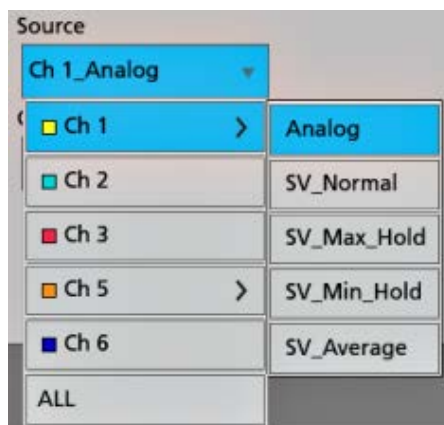 Source
Ch 1_Analog
Ch 1 >
Analog
Ch 2
SV_Normal
Ch 3
SV_Max_Hold
Ch 5 >
SV_Min_Hold
Ch 6
SV_Average
ALL